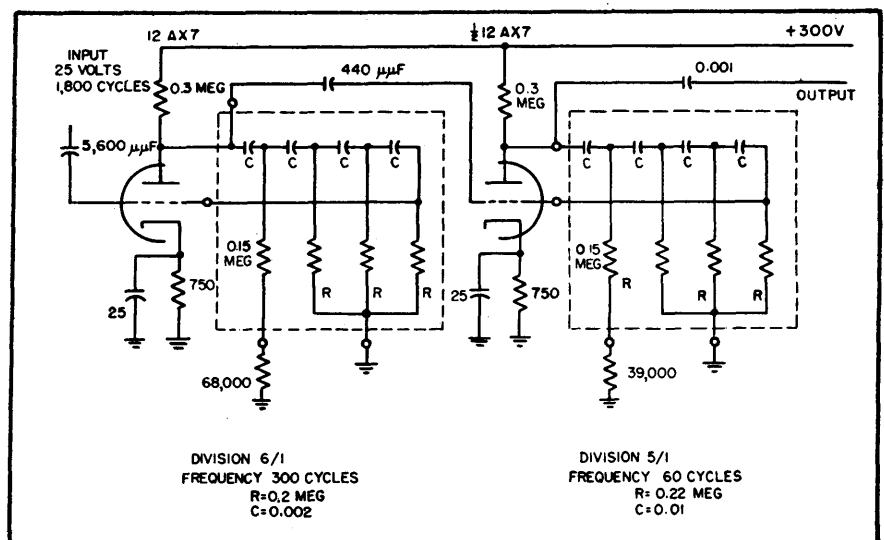 12 AX7
½ 12 AX7
+300V
INPUT
25 VOLTS
1,800 CYCLES
0.3 MEG
440 µµF
0.3
MEG
0.001
OUTPUT
5,600 µµF
C
C
C
C
C
C
C
C
0.15
MEG
R
R
R
750
25
68,000
0.15
MEG
R
R
R
750
25
39,000
DIVISION 6/1
FREQUENCY 300 CYCLES
R=0.2 MEG
C=0.002
DIVISION 5/1
FREQUENCY 60 CYCLES
R= 0.22 MEG
C=0.01